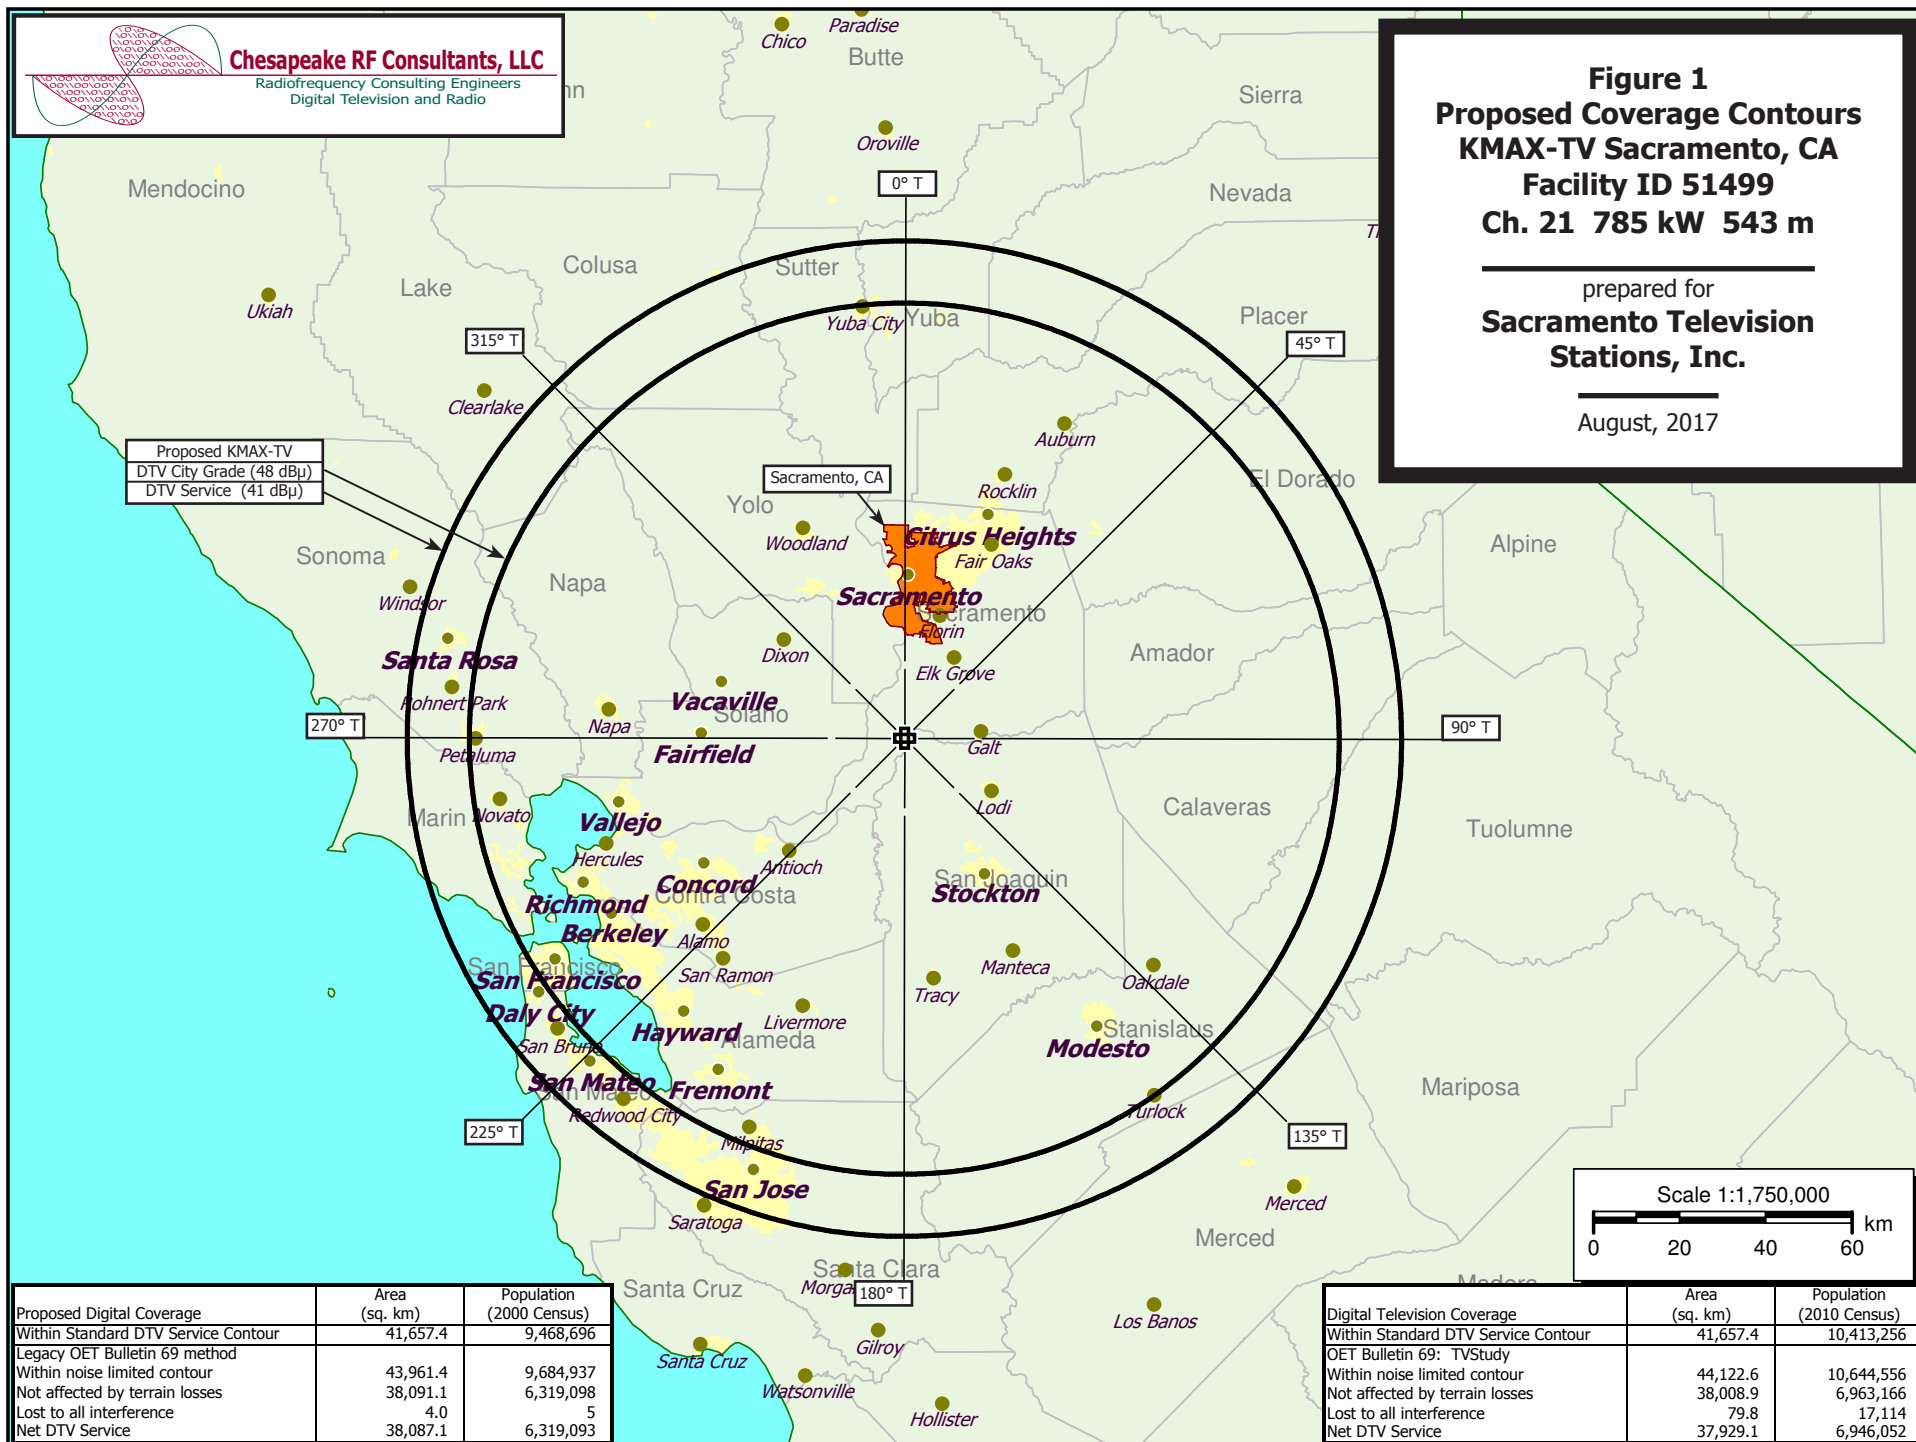 Chesapeake RF Consultants, LLC
Radiofrequency Consulting Engineers
Digital Television and Radio
Figure 1
Proposed Coverage Contours
KMAX-TV Sacramento, CA
Facility ID 51499
Ch. 21 785 kW 543 m
prepared for
Sacramento Television
Stations, Inc.
August, 2017
Chico
Paradise
Butte
nn
Sierra
Oroville
Mendocino
0° T
Nevada
Colusa
Sutter
Lake
Ukiah
Yuba City
Yuba
Placer
315° T
45° T
Clearlake
Auburn
Proposed KMAX-TV
DTV City Grade (48 dBµ)
DTV Service (41 dBµ)
Sacramento, CA
Rocklin
El Dorado
Yolo
Woodland
Citrus Heights
Fair Oaks
Sonoma
Alpine
Napa
Windsor
Sacramento
Sacramento
Florin
Santa Rosa
Dixon
Elk Grove
Amador
Rohnert Park
Napa
Vacaville
Solano
270° T
90° T
Petaluma
Fairfield
Galt
Marin
Novato
Lodi
Calaveras
Vallejo
Tuolumne
Hercules
Antioch
Concord
Contra Costa
San Joaquin
Stockton
Richmond
Berkeley
Alamo
San Francisco
San Francisco
San Ramon
Manteca
Oakdale
Tracy
Daly City
Hayward
Livermore
Stanislaus
San Bruno
Alameda
Modesto
San Mateo
San Mateo
Fremont
Mariposa
Redwood City
Turlock
225° T
135° T
Milpitas
San Jose
Merced
Saratoga
Merced
Scale 1:1,750,000
km
0 20 40 60
Santa Clara
Santa Cruz
180° T
Madera
Los Banos
Gilroy
Santa Cruz
Watsonville
Hollister
Proposed Digital Coverage Area (sq. km) Population (2000 Census)
Within Standard DTV Service Contour 41,657.4 9,468,696
Legacy OET Bulletin 69 method
Within noise limited contour 43,961.4 9,684,937
Not affected by terrain losses 38,091.1 6,319,098
Lost to all interference 4.0 5
Net DTV Service 38,087.1 6,319,093
Digital Television Coverage Area (sq. km) Population (2010 Census)
Within Standard DTV Service Contour 41,657.4 10,413,256
OET Bulletin 69: TVStudy
Within noise limited contour 44,122.6 10,644,556
Not affected by terrain losses 38,008.9 6,963,166
Lost to all interference 79.8 17,114
Net DTV Service 37,929.1 6,946,052